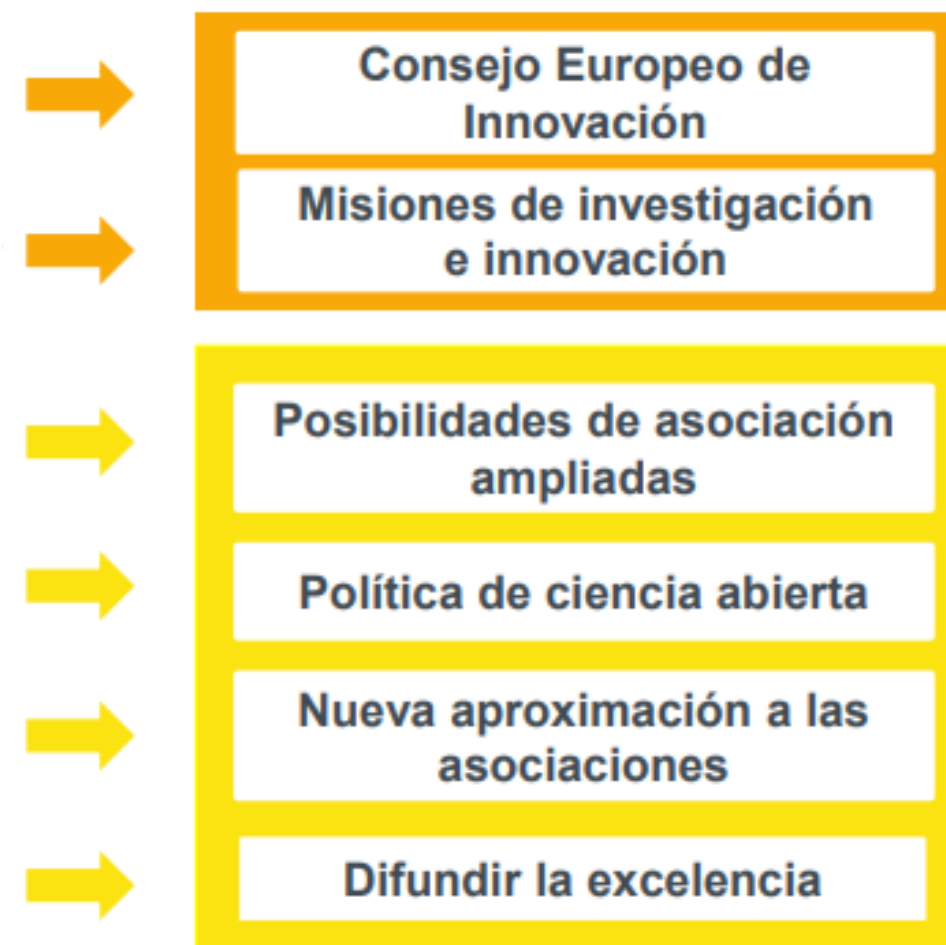 Consejo Europeo de
Innovación
Misiones de investigación
e innovación
Posibilidades de asociación
ampliadas
Política de ciencia abierta
Nueva aproximación a las
asociaciones
Difundir la excelencia